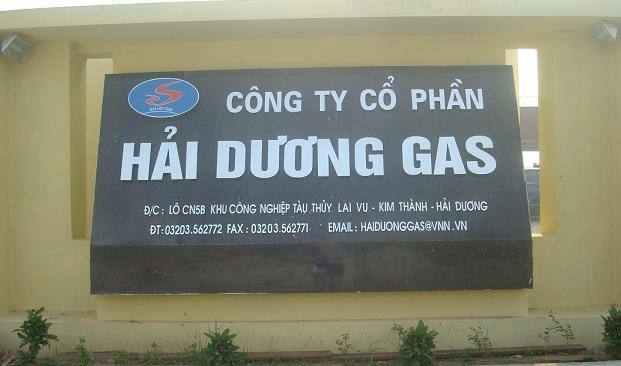 CÔNG TY CỔ PHẦN
HẢI DƯƠNG GAS
Đ/C : LÔ CN5B KHU CÔNG NGHIỆP TÀU THỦY LAI VU - KIM THÀNH - HẢI DƯƠNG
ĐT: 03203.562772 FAX : 03203.562771 EMAIL : HAIDUONGGAS@VNN.VN